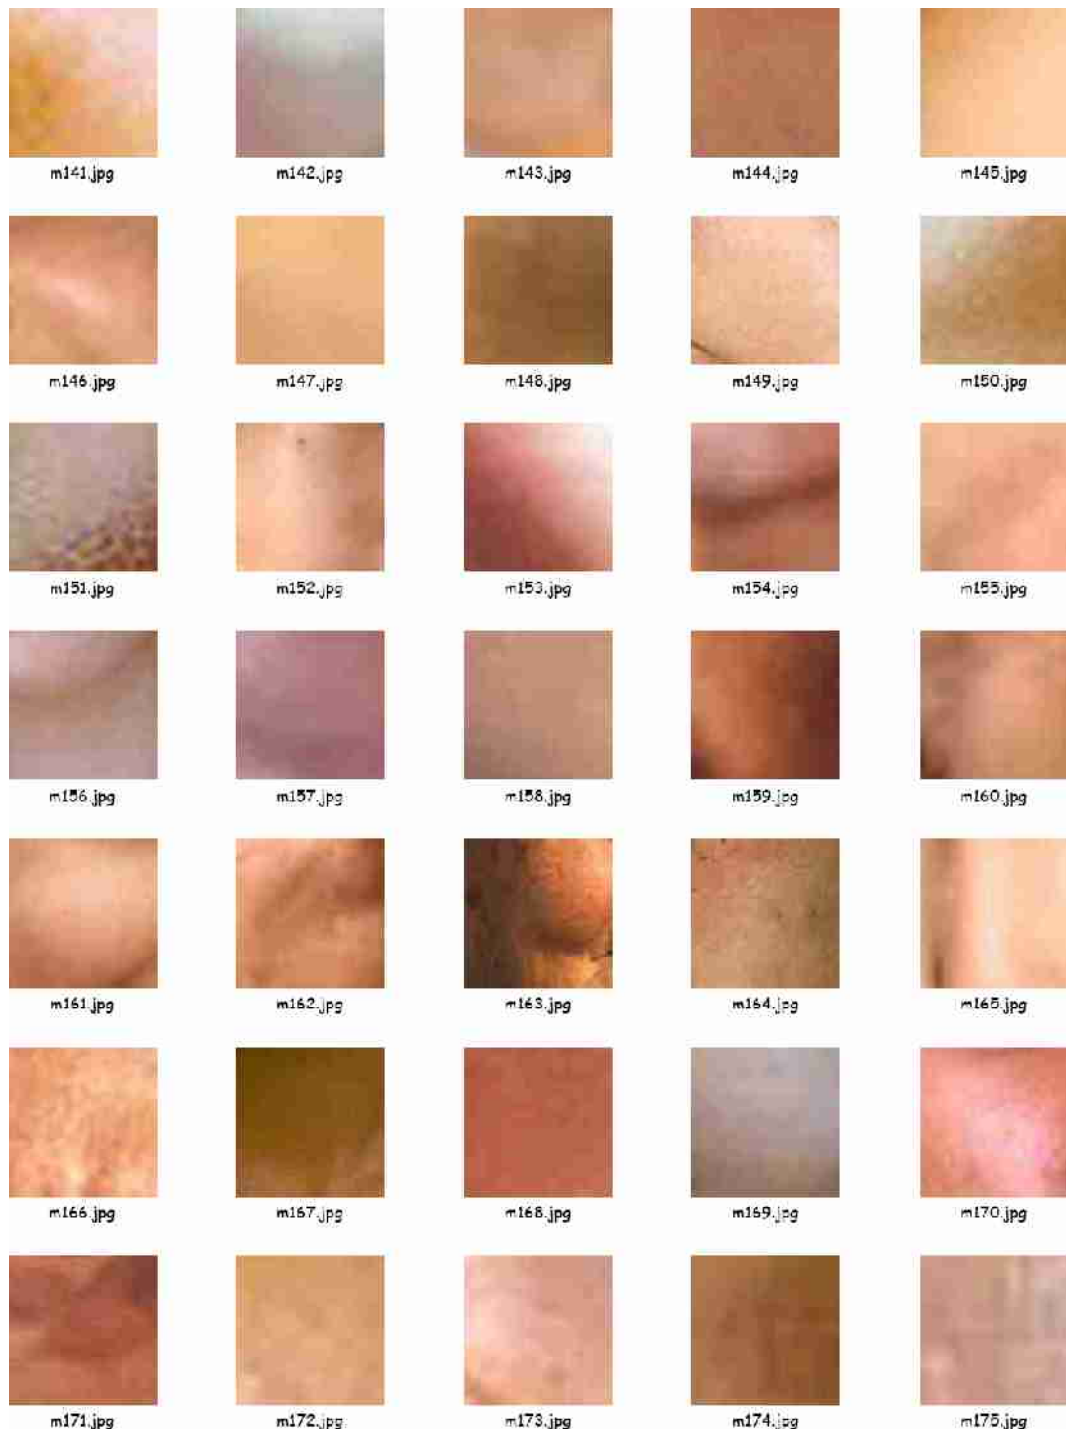 m141.jpg m142.jpg m143.jpg m144.jpg m145.jpg
m146.jpg m147.jpg m148.jpg m149.jpg m150.jpg
m151.jpg m152.jpg m153.jpg m154.jpg m155.jpg
m156.jpg m157.jpg m158.jpg m159.jpg m160.jpg
m161.jpg m162.jpg m163.jpg m164.jpg m165.jpg
m166.jpg m167.jpg m168.jpg m169.jpg m170.jpg
m171.jpg m172.jpg m173.jpg m174.jpg m175.jpg